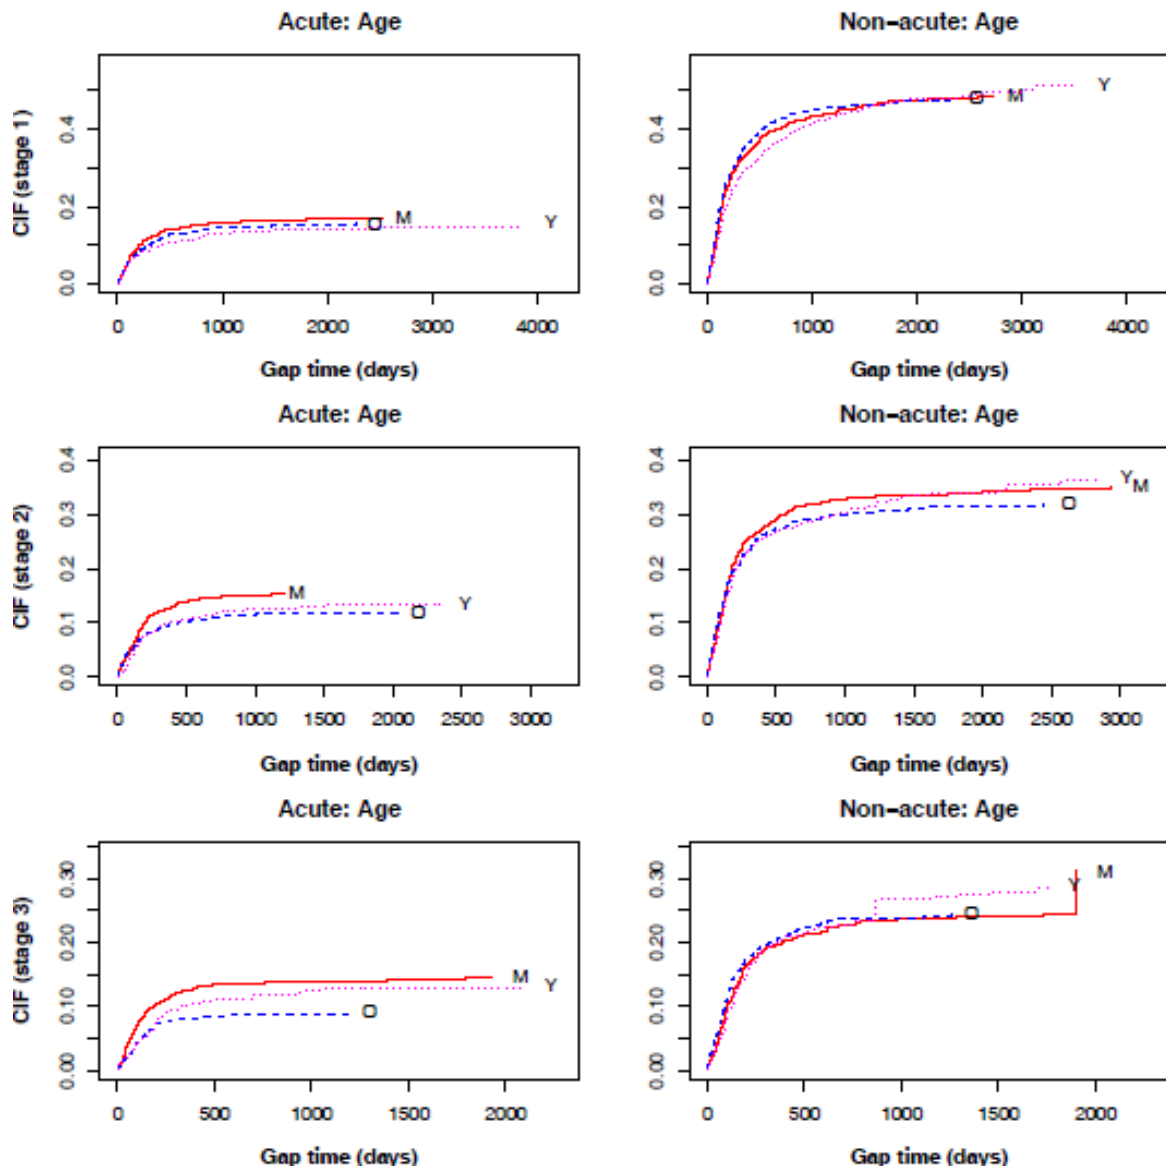 Acute: Age
Non-acute: Age
CIF (stage 1)
0.0 0.2 0.4
M
O
Y
O
M
Y
0 1000 2000 3000 4000
0.0 0.2 0.4
0 1000 2000 3000 4000
Gap time (days)
Gap time (days)
Acute: Age
Non-acute: Age
CIF (stage 2)
0.0 0.1 0.2 0.3 0.4
M
Y
O
Y
M
O
0 500 1000 1500 2000 2500 3000
0.0 0.1 0.2 0.3 0.4
0 500 1000 1500 2000 2500 3000
Gap time (days)
Gap time (days)
Acute: Age
Non-acute: Age
CIF (stage 3)
0.00 0.10 0.20 0.30
M
Y
O
M
Y
O
0 500 1000 1500 2000
0.00 0.10 0.20 0.30
0 500 1000 1500 2000
Gap time (days)
Gap time (days)